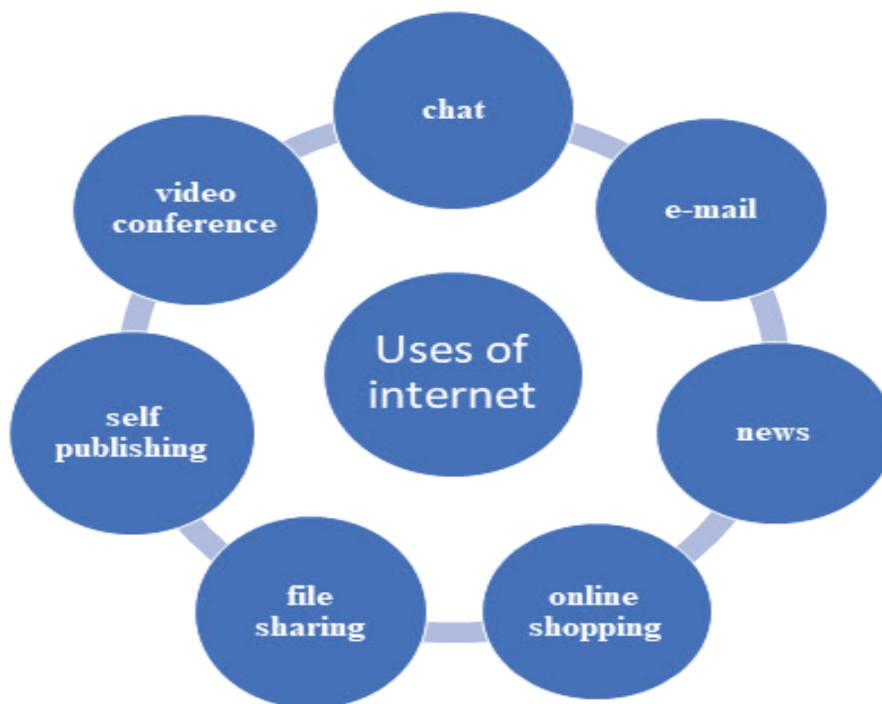 chat
video
conference
e-mail
Uses of
internet
self
publishing
news
file
sharing
online
shopping